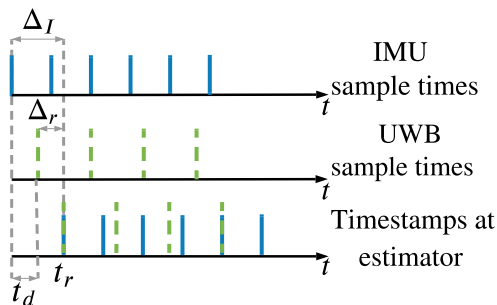 Δ_I
IMU
sample times
t
Δ_r
UWB
sample times
t
Timestamps at
estimator
t_d
t_r
t